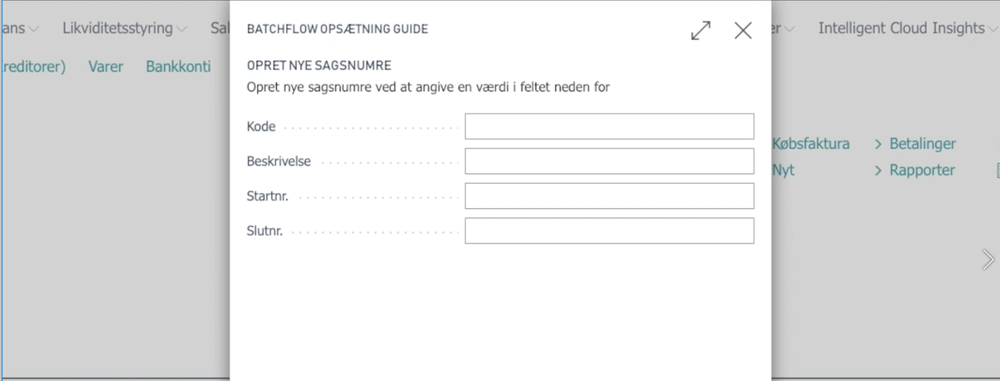 ans Likviditetsstyring Sal
reditorer) Varer Bankkonti
BATCHFLOW OPSÆTNING GUIDE
OPRET NYE SAGSNUMRE
Opret nye sagsnumre ved at angive en værdi i feltet neden for
Kode
Beskrivelse
Startnr.
Slutnr.
er Intelligent Cloud Insights
Købsfaktura > Betalinger
Nyt > Rapporter